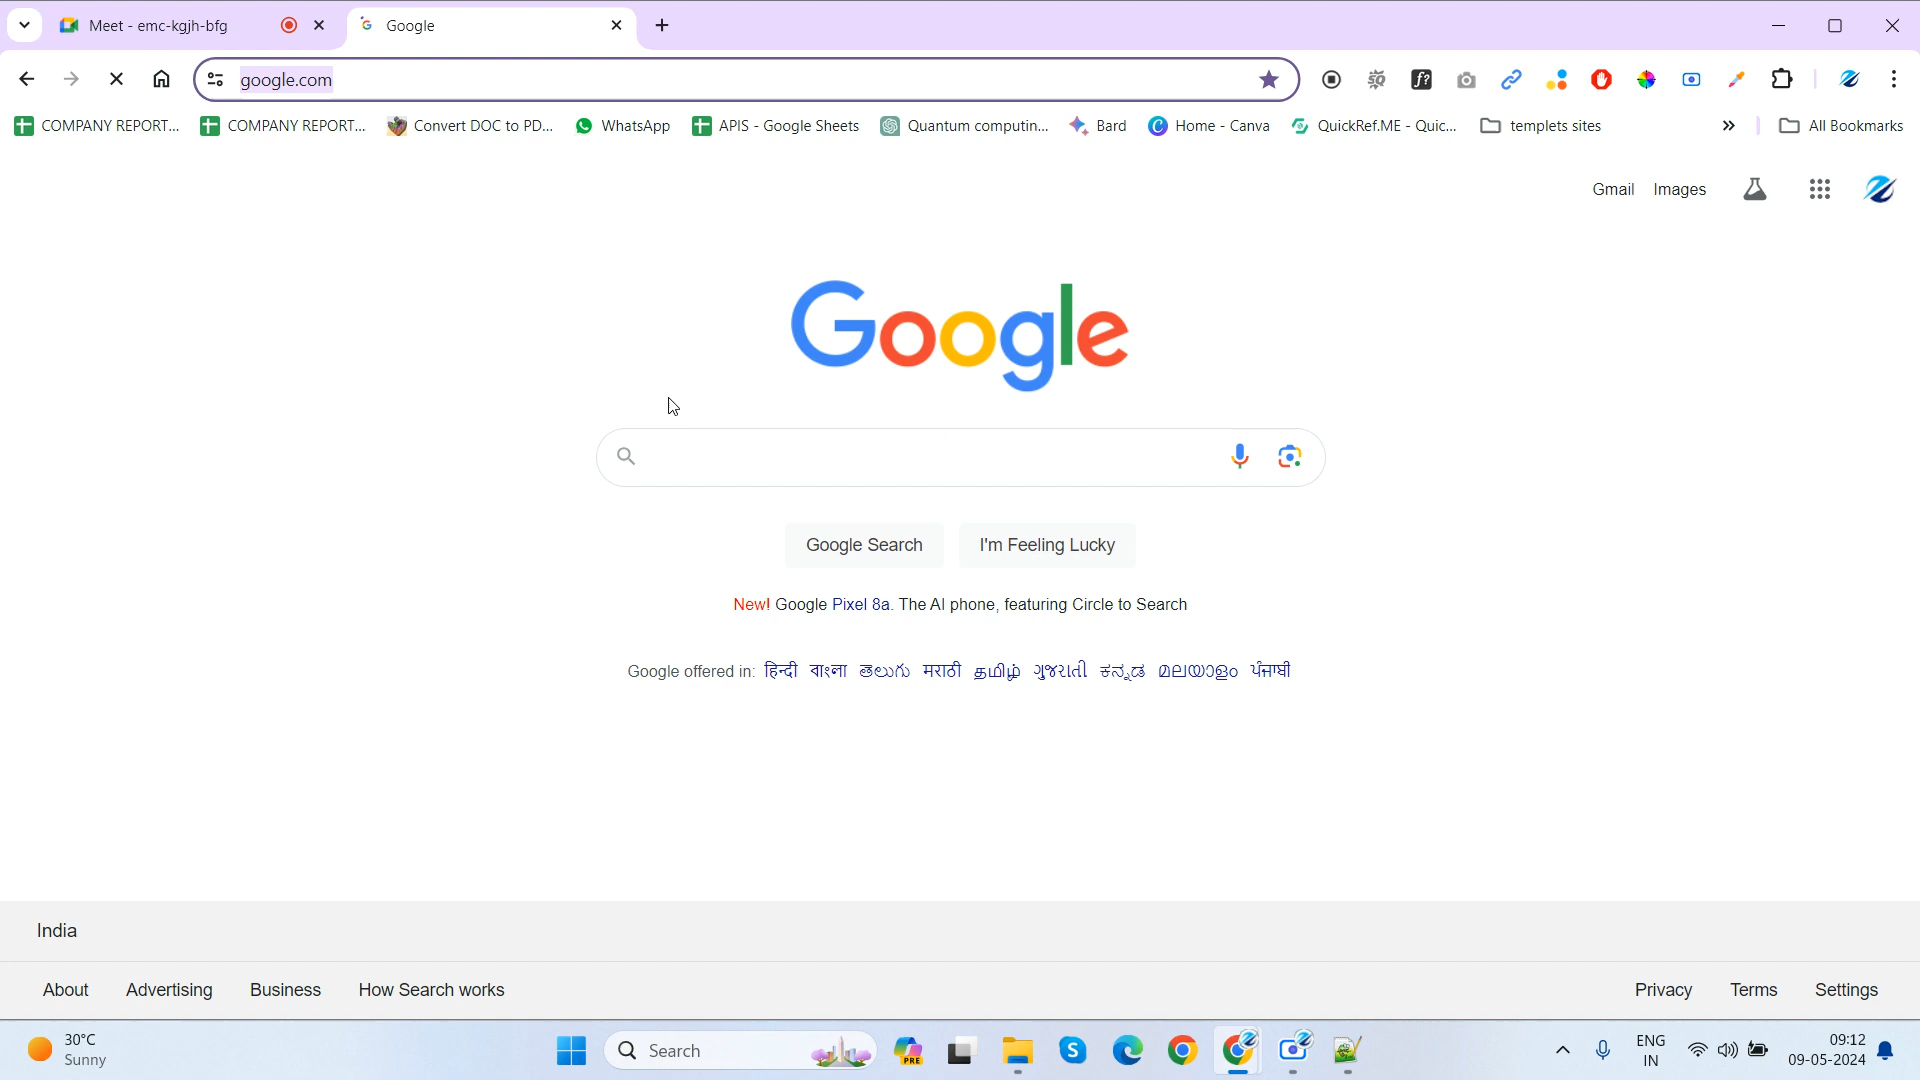 Meet - emc-kgjh-bfg
Google
google.com
COMPANY REPORT...
COMPANY REPORT...
Convert DOC to PD...
WhatsApp
APIS - Google Sheets
Quantum computin...
Bard
Home - Canva
QuickRef.ME - Quic...
templets sites
All Bookmarks
Gmail
Images
Google
Google Search
I'm Feeling Lucky
New! Google Pixel 8a. The AI phone, featuring Circle to Search
Google offered in: हिन्दी বাংলা తెలుగు मराठी தமிழ் ગુજરાતી ಕನ್ನಡ മലയാളം ਪੰਜਾਬੀ
India
About
Advertising
Business
How Search works
Privacy
Terms
Settings
30°C
Sunny
Search
PRE
ENG
IN
09:12
09-05-2024